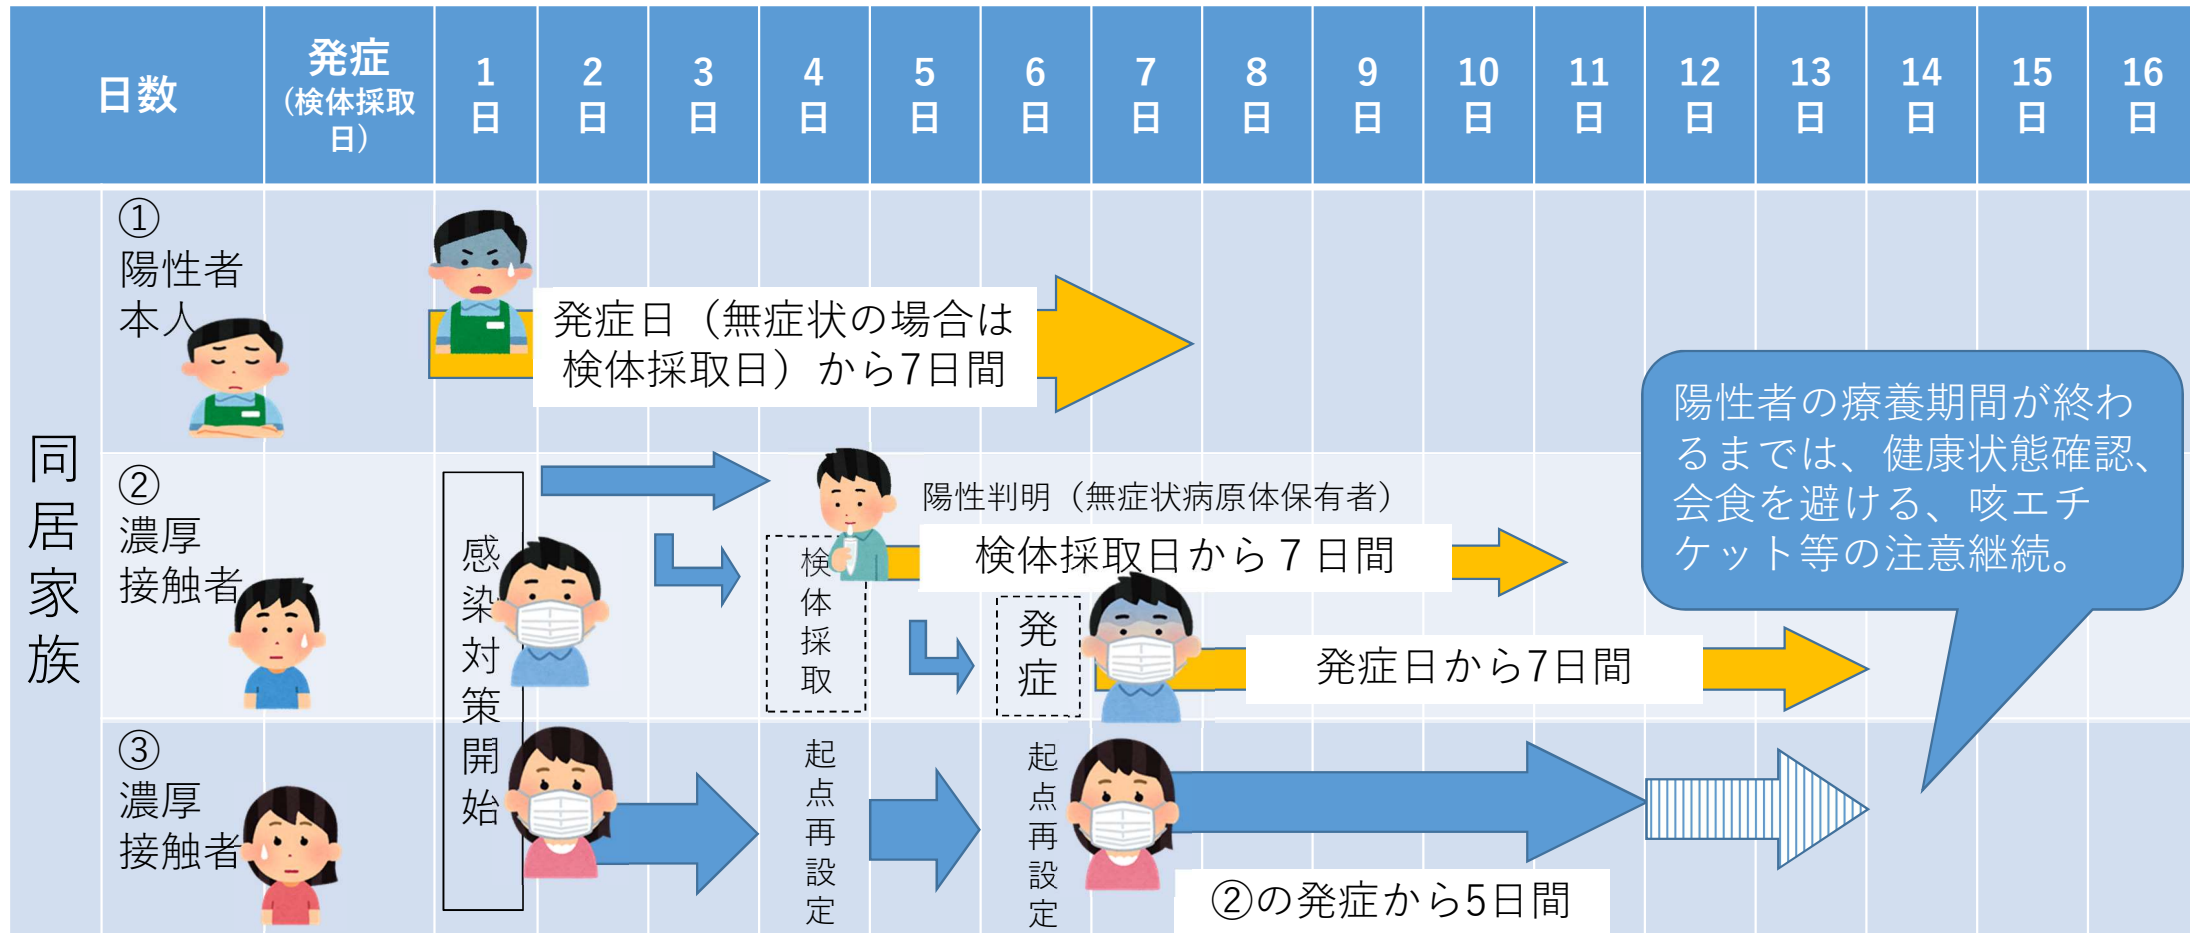 日数
発症
(検体採取
日)
1
日
2
日
3
日
4
日
5
日
6
日
7
日
8
日
9
日
10
日
11
日
12
日
13
日
14
日
15
日
16
日
同居家族
①
陽性者
本人
発症日（無症状の場合は
検体採取日）から7日間
②
濃厚
接触者
感染対策開始
検体採取
陽性判明（無症状病原体保有者）
検体採取日から７日間
発症
発症日から7日間
陽性者の療養期間が終わ
るまでは、健康状態確認、
会食を避ける、咳エチ
ケット等の注意継続。
③
濃厚
接触者
起点再設定
起点再設定
②の発症から5日間